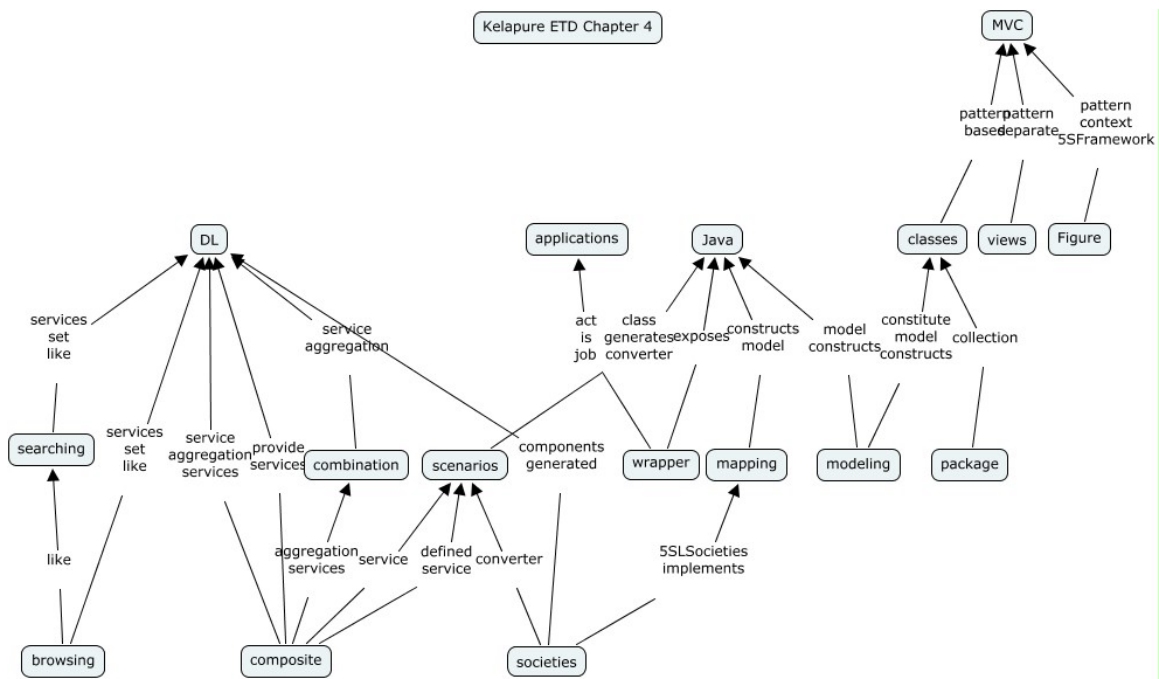 Kelapure ETD Chapter 4
MVC
pattern
based
pattern
separate
pattern
context
5SFramework
DL
applications
Java
classes
views
Figure
services
set
like
service
aggregation
act
is
job
class
generates
converter
exposes
constructs
model
model
constructs
constitute
model
constructs
collection
searching
services
set
like
service
aggregation
services
provide
services
combination
scenarios
components
generated
wrapper
mapping
modeling
package
like
aggregation
services
service
defined
service
converter
5SLSocieties
implements
browsing
composite
societies